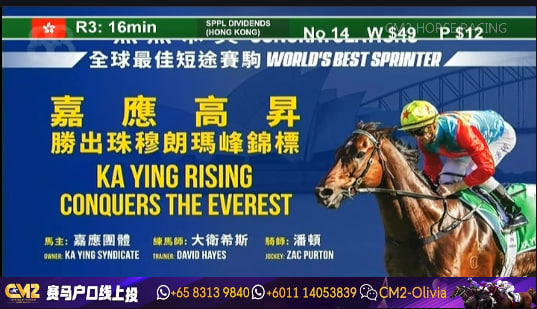 R3: 16min
SPPL DIVIDENDS
(HONG KONG)
No.14 W $49 P $12
CM2 HORSE RACING
全球最佳短途賽駒 WORLD'S BEST SPRINTER
嘉應高昇
勝出珠穆朗瑪峰錦標
KA YING RISING
CONQUERS THE EVEREST
馬主: 嘉應團體 練馬師: 大衛希斯 騎師: 潘頓
OWNER: KA YING SYNDICATE TRAINER: DAVID HAYES JOCKEY: ZAC PURTON
CM2 赛马户口线上投 +65 8313 9840 +6011 14053839 CM2-Olivia